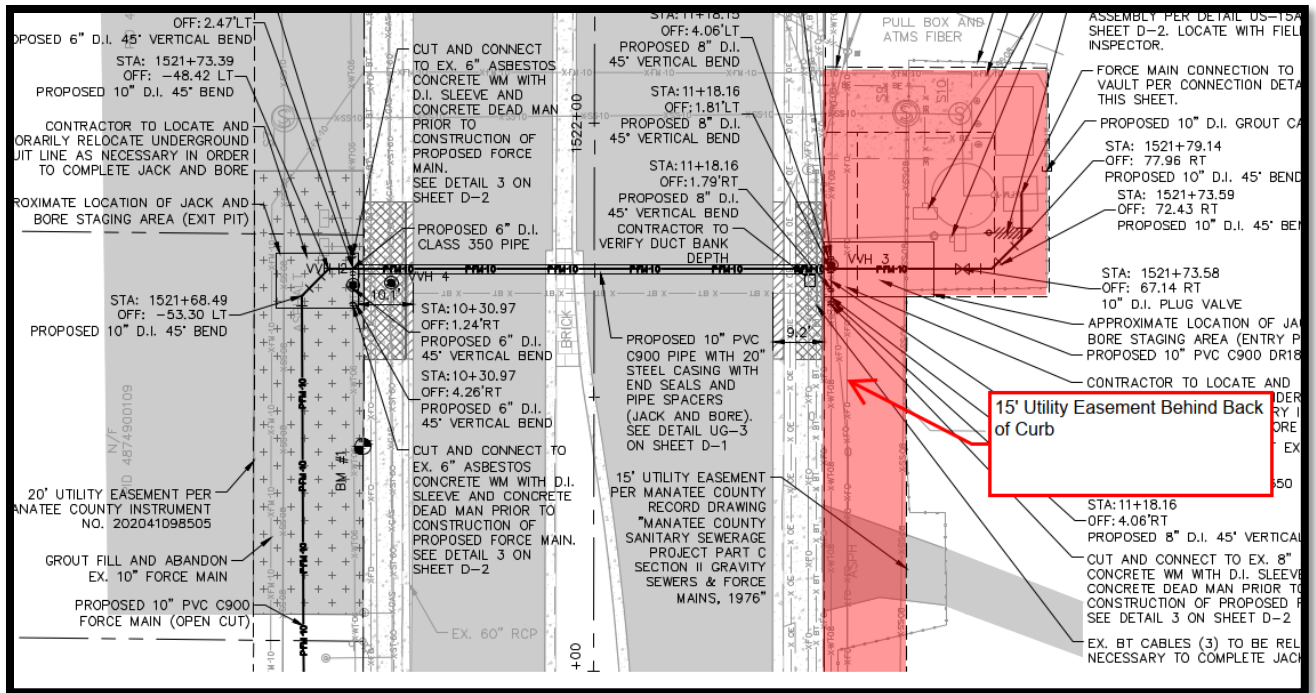 OFF: 2.47'LT
OPOSED 6" D.I. 45° VERTICAL BEND
STA: 1521+73.39
OFF: -48.42 LT
PROPOSED 10" D.I. 45° BEND
CONTRACTOR TO LOCATE AND
ORARILY RELOCATE UNDERGROUND
UIT LINE AS NECESSARY IN ORDER
TO COMPLETE JACK AND BORE
ROXIMATE LOCATION OF JACK AND
BORE STAGING AREA (EXIT PIT)
STA: 1521+68.49
OFF: -53.30 LT
PROPOSED 10" D.I. 45° BEND
N/F
PID 4874900109
20' UTILITY EASEMENT PER
ANATEE COUNTY INSTRUMENT
NO. 202041098505
GROUT FILL AND ABANDON
EX. 10" FORCE MAIN
PROPOSED 10" PVC C900
FORCE MAIN (OPEN CUT)
BM #1
CUT AND CONNECT
TO EX. 6" ASBESTOS
CONCRETE WM WITH
D.I. SLEEVE AND
CONCRETE DEAD MAN
PRIOR TO
CONSTRUCTION OF
PROPOSED FORCE
MAIN.
SEE DETAIL 3 ON
SHEET D-2
PROPOSED 6" D.I.
CLASS 350 PIPE
VVH 4
10.1'
STA: 10+30.97
OFF: 1.24'RT
PROPOSED 6" D.I.
45° VERTICAL BEND
STA: 10+30.97
OFF: 4.26'RT
PROPOSED 6" D.I.
45° VERTICAL BEND
CUT AND CONNECT TO
EX. 6" ASBESTOS
CONCRETE WM WITH D.I.
SLEEVE AND CONCRETE
DEAD MAN PRIOR TO
CONSTRUCTION OF
PROPOSED FORCE MAIN.
SEE DETAIL 3 ON
SHEET D-2
EX. 60" RCP
1522+00
BRICK
+00
STA: 11+18.15
OFF: 4.06'LT
PROPOSED 8" D.I.
45° VERTICAL BEND
STA: 11+18.16
OFF: 1.81'LT
PROPOSED 8" D.I.
45° VERTICAL BEND
STA: 11+18.16
OFF: 1.79'RT
PROPOSED 8" D.I.
45° VERTICAL BEND
CONTRACTOR TO
VERIFY DUCT BANK
DEPTH
9.2'
PROPOSED 10" PVC
C900 PIPE WITH 20"
STEEL CASING WITH
END SEALS AND
PIPE SPACERS
(JACK AND BORE).
SEE DETAIL UG-3
ON SHEET D-1
15' UTILITY EASEMENT
PER MANATEE COUNTY
RECORD DRAWING
"MANATEE COUNTY
SANITARY SEWERAGE
PROJECT PART C
SECTION II GRAVITY
SEWERS & FORCE
MAINS, 1976"
PULL BOX AND
ATMS FIBER
VVH 3
ASPH
ASSEMBLY PER DETAIL US-15A
SHEET D-2. LOCATE WITH FIEL
INSPECTOR.
FORCE MAIN CONNECTION TO
VAULT PER CONNECTION DETA
THIS SHEET.
PROPOSED 10" D.I. GROUT CA
STA: 1521+79.14
OFF: 77.96 RT
PROPOSED 10" D.I. 45° BEND
STA: 1521+73.59
OFF: 72.43 RT
PROPOSED 10" D.I. 45° BEN
STA: 1521+73.58
OFF: 67.14 RT
10" D.I. PLUG VALVE
APPROXIMATE LOCATION OF JA
BORE STAGING AREA (ENTRY P
PROPOSED 10" PVC C900 DR18
CONTRACTOR TO LOCATE AND
15' Utility Easement Behind Back
of Curb
STA: 11+18.16
OFF: 4.06'RT
PROPOSED 8" D.I. 45° VERTICAL
CUT AND CONNECT TO EX. 8"
CONCRETE WM WITH D.I. SLEEVE
CONCRETE DEAD MAN PRIOR TO
CONSTRUCTION OF PROPOSED F
SEE DETAIL 3 ON SHEET D-2
EX. BT CABLES (3) TO BE REL
NECESSARY TO COMPLETE JACK